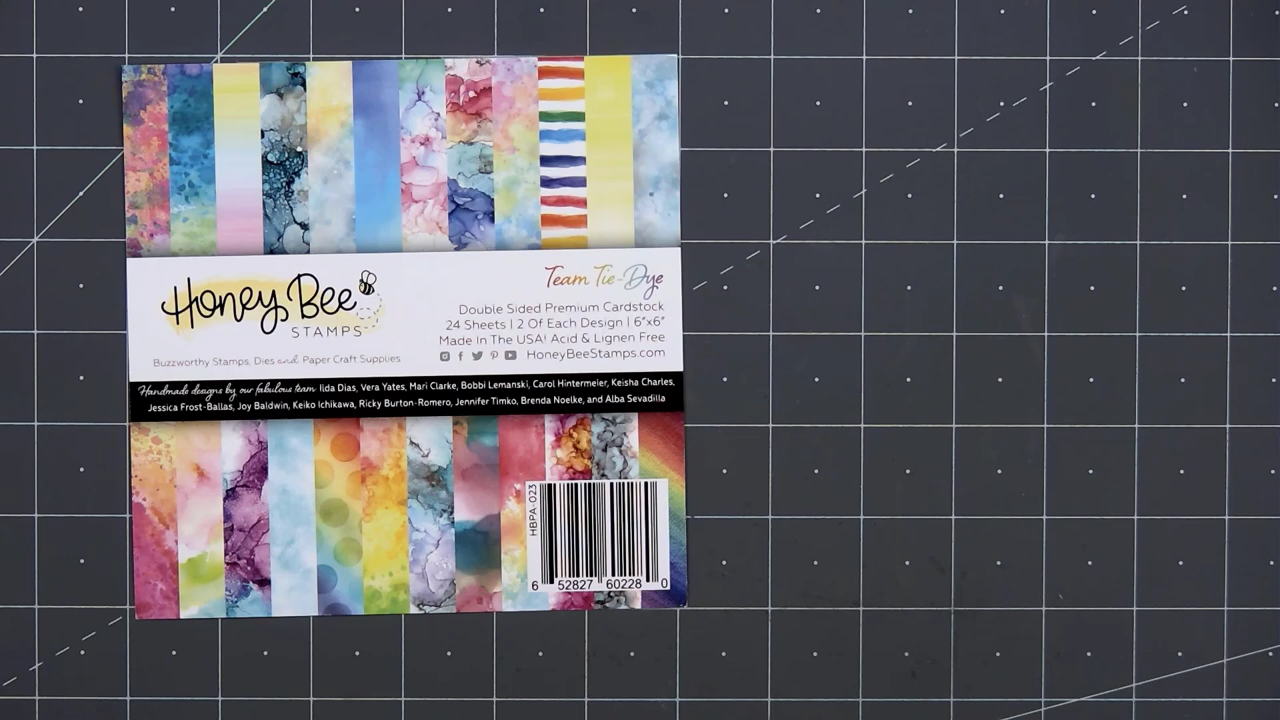 Honey Bee
STAMPS
Buzzworthy Stamps, Dies and Paper Craft Supplies
Team Tie-Dye
Double Sided Premium Cardstock
24 Sheets | 2 Of Each Design | 6"x6"
Made In The USA! Acid & Lignen Free
HoneyBeeStamps.com
Handmade designs by our fabulous team Ilda Dias, Vera Yates, Mari Clarke, Bobbi Lemanski, Carol Hintermeier, Keisha Charles,
Jessica Frost-Ballas, Joy Baldwin, Keiko Ichikawa, Ricky Burton-Romero, Jennifer Timko, Brenda Noelke, and Alba Sevadilla
HBPA-023
6 52827 60228 0